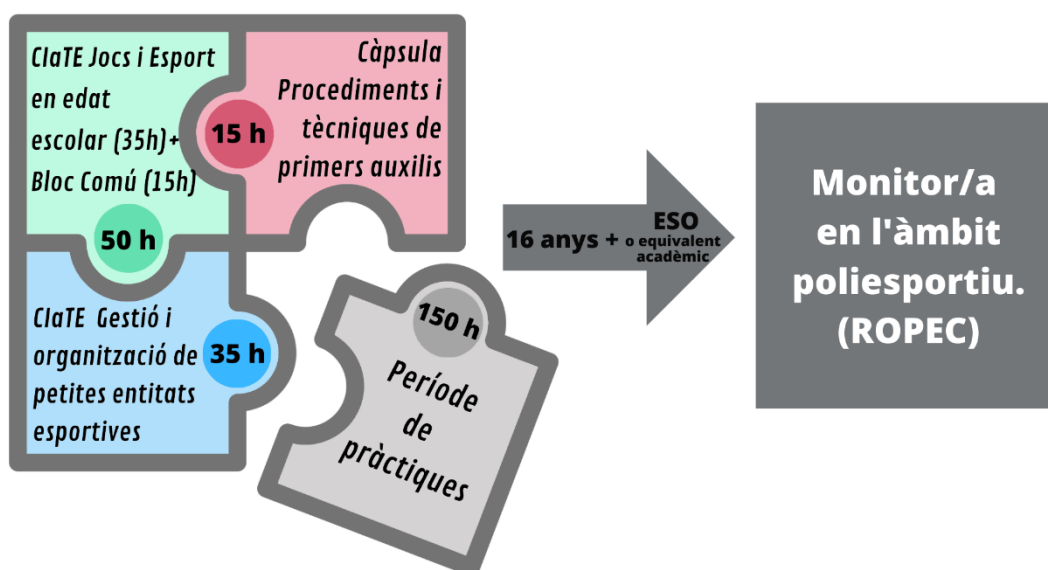 CIaTE Jocs i Esport
en edat
escolar (35h)+
Bloc Comú (15h)
50 h
Càpsula
Procediments i
tècniques de
primers auxilis
15 h
CIaTE Gestió i
organització de
petites entitats
esportives
35 h
150 h
Període
de
pràctiques
16 anys + ESO
o equivalent
acadèmic
Monitor/a
en l'àmbit
poliesportiu.
(ROPEC)